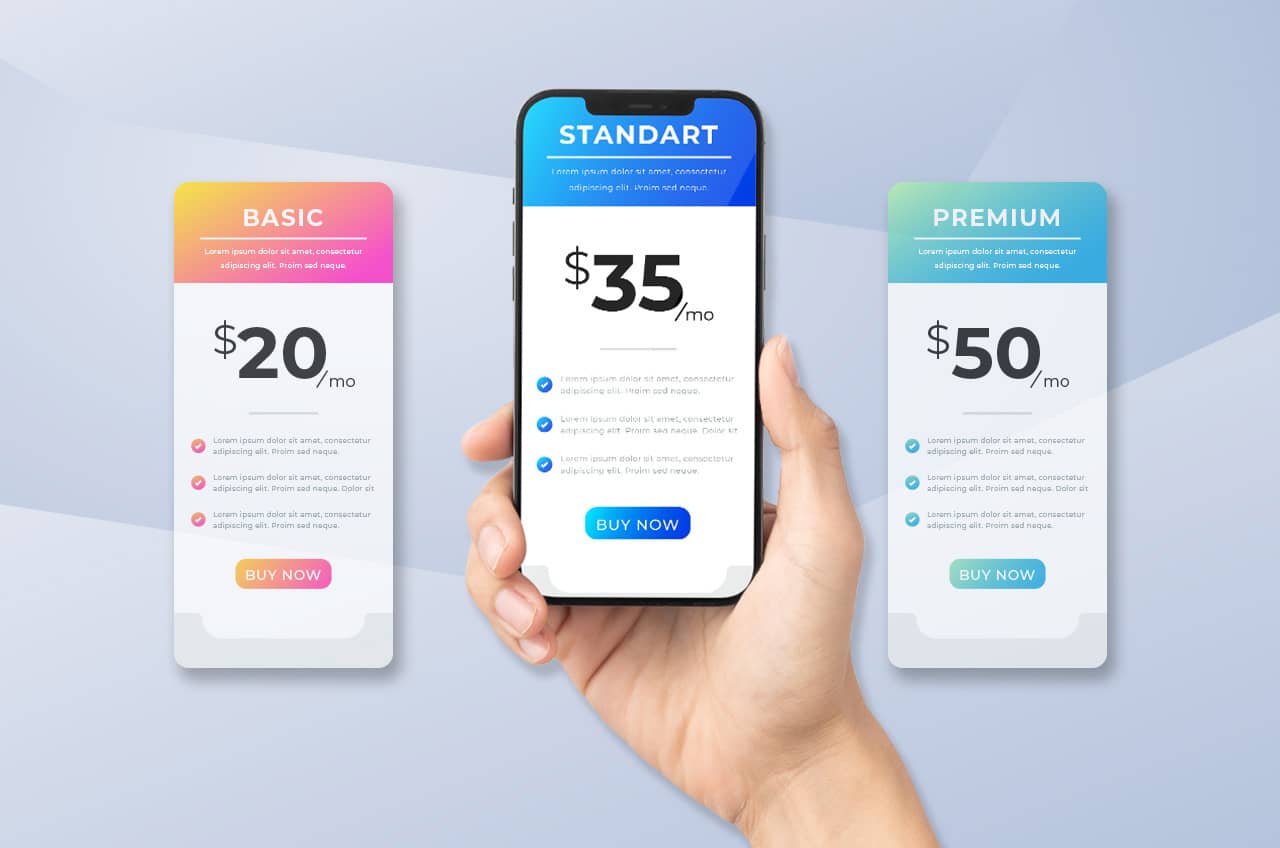 BASIC
Lorem ipsum dolor sit amet, consectetur
adipiscing elit. Proim sed neque.
$20/mo
Lorem ipsum dolor sit amet, consectetur
adipiscing elit. Proim sed neque.
Lorem ipsum dolor sit amet, consectetur
adipiscing elit. Proim sed neque. Dolor sit
Lorem ipsum dolor sit amet, consectetur
adipiscing elit. Proim sed neque.
BUY NOW
STANDART
Lorem ipsum dolor sit amet, consectetur
adipiscing elit. Proim sed neque.
$35/mo
Lorem ipsum dolor sit amet, consectetur
adipiscing elit. Proim sed neque.
Lorem ipsum dolor sit amet, consectetur
adipiscing elit. Proim sed neque. Dolor sit
Lorem ipsum dolor sit amet, consectetur
adipiscing elit. Proim sed neque.
BUY NOW
PREMIUM
Lorem ipsum dolor sit amet, consectetur
adipiscing elit. Proim sed neque.
$50/mo
Lorem ipsum dolor sit amet, consectetur
adipiscing elit. Proim sed neque.
Lorem ipsum dolor sit amet, consectetur
adipiscing elit. Proim sed neque. Dolor sit
Lorem ipsum dolor sit amet, consectetur
adipiscing elit. Proim sed neque.
BUY NOW